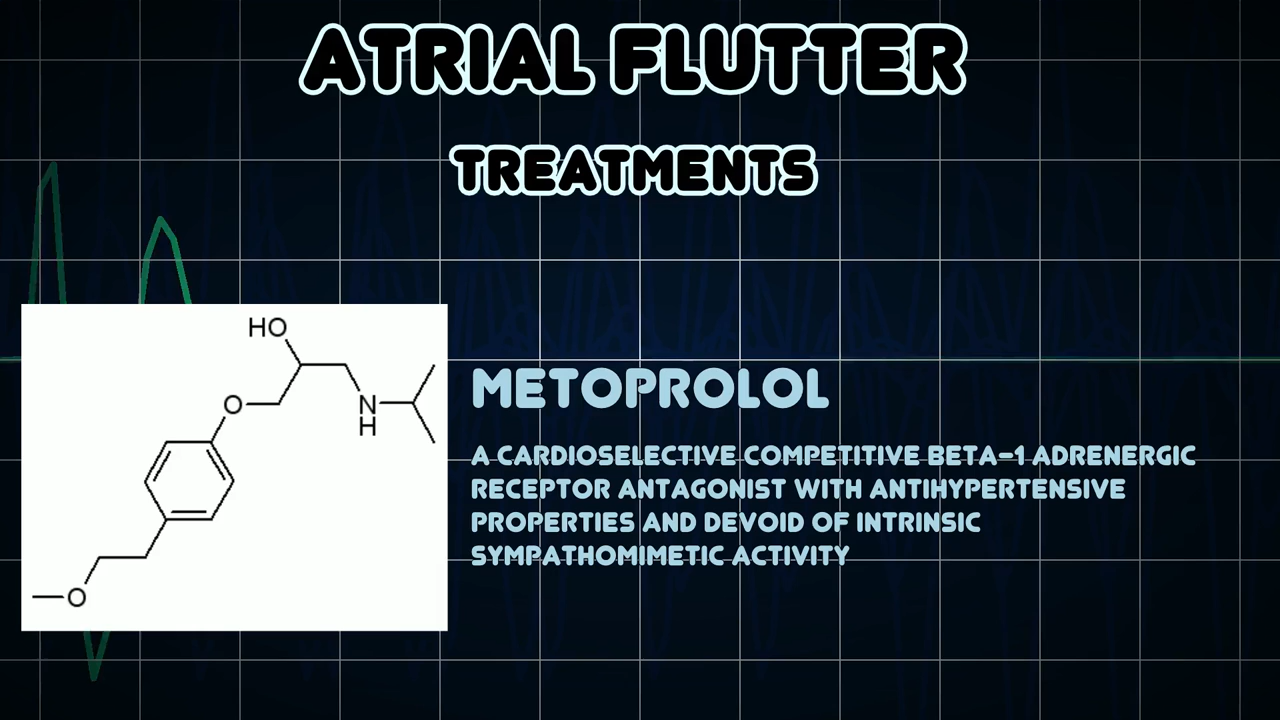 ATRIAL FLUTTER
TREATMENTS
HO
O
N
H
O
METOPROLOL
A CARDIOSELECTIVE COMPETITIVE BETA-1 ADRENERGIC
RECEPTOR ANTAGONIST WITH ANTIHYPERTENSIVE
PROPERTIES AND DEVOID OF INTRINSIC
SYMPATHOMIMETIC ACTIVITY